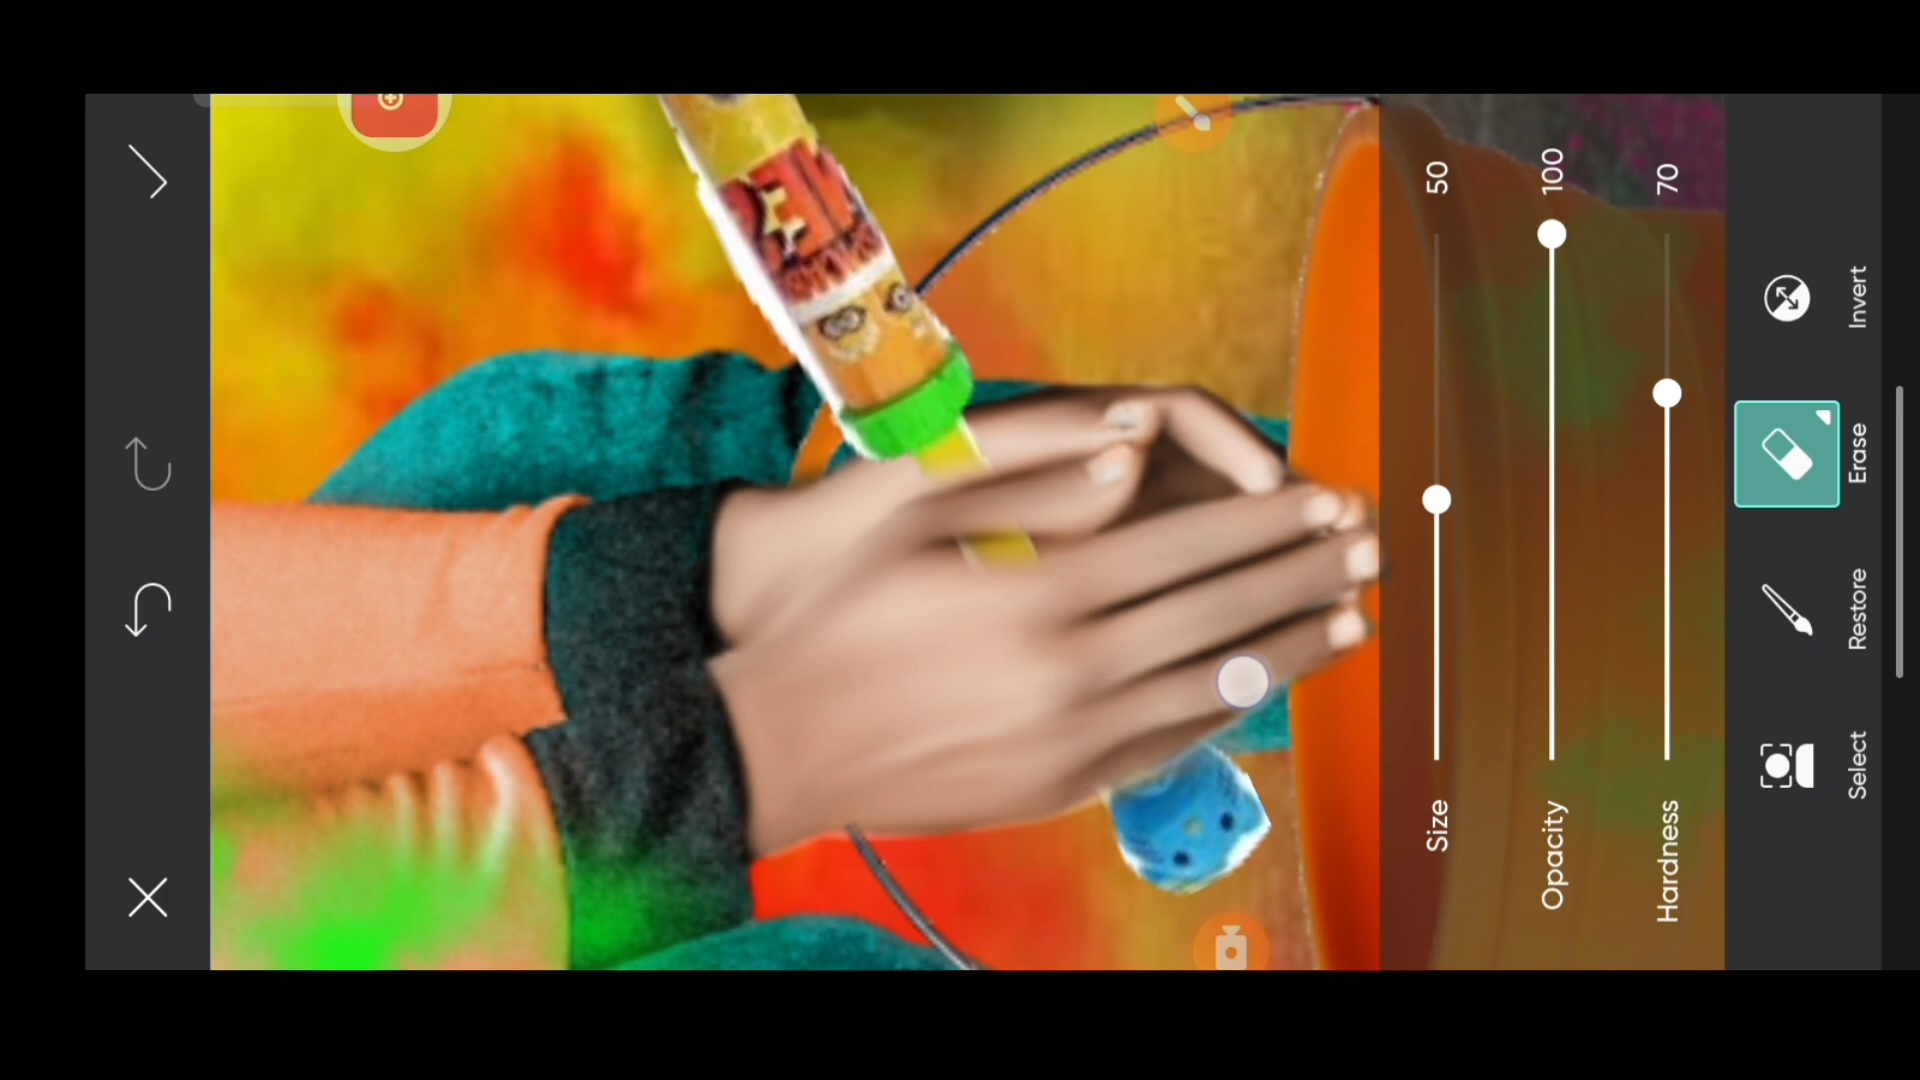 Size
50
Opacity
100
Hardness
70
Invert
Erase
Restore
Select